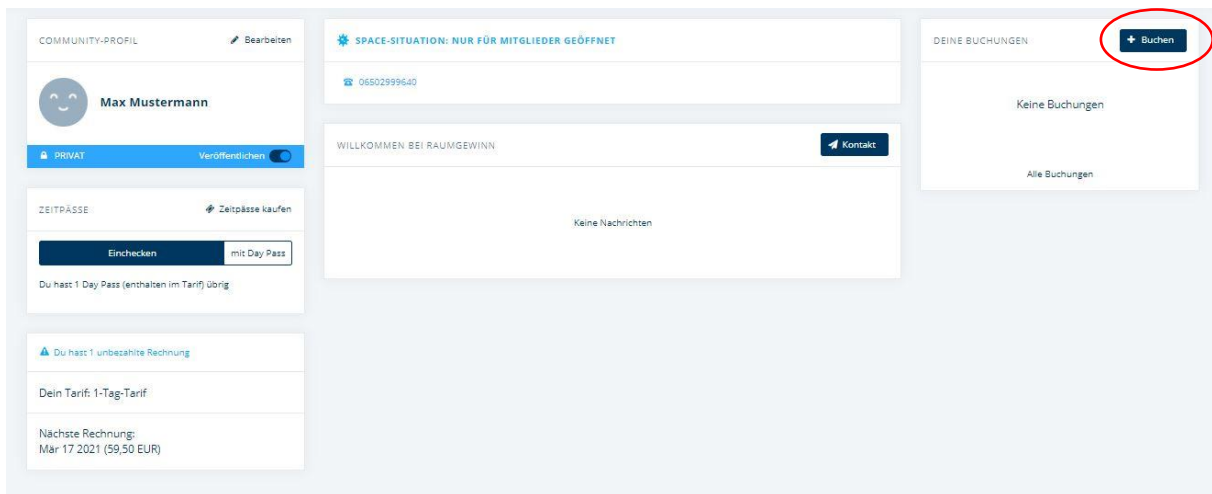 COMMUNITY-PROFIL
Bearbeiten
Max Mustermann
PRIVAT
Veröffentlichen
ZEITPÄSSE
Zeitpässe kaufen
Einchecken
mit Day Pass
Du hast 1 Day Pass (enthalten im Tarif) übrig
Du hast 1 unbezahlte Rechnung
Dein Tarif: 1-Tag-Tarif
Nächste Rechnung:
Mär 17 2021 (59,50 EUR)
SPACE-SITUATION: NUR FÜR MITGLIEDER GEÖFFNET
06502999640
WILLKOMMEN BEI RAUMGEWINN
Kontakt
Keine Nachrichten
DEINE BUCHUNGEN
+ Buchen
Keine Buchungen
Alle Buchungen